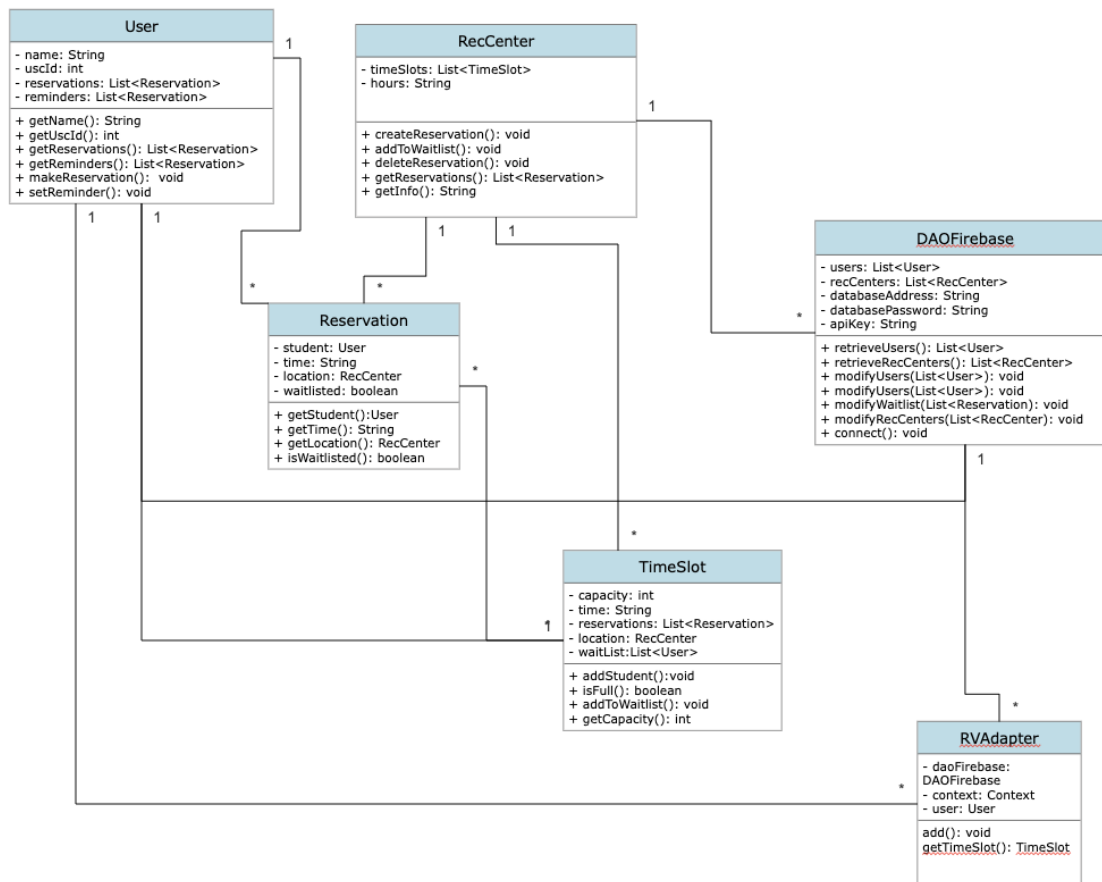 User
- name: String
- uscId: int
- reservations: List<Reservation>
- reminders: List<Reservation>
+ getName(): String
+ getUscId(): int
+ getReservations(): List<Reservation>
+ getReminders(): List<Reservation>
+ makeReservation():  void
+ setReminder(): void
1
1
1
RecCenter
- timeSlots: List<TimeSlot>
- hours: String
+ createReservation(): void
+ addToWaitlist(): void
+ deleteReservation(): void
+ getReservations(): List<Reservation>
+ getInfo(): String
1
1
1
DAOFirebase
- users: List<User>
- recCenters: List<RecCenter>
- databaseAddress: String
- databasePassword: String
- apiKey: String
+ retrieveUsers(): List<User>
+ retrieveRecCenters(): List<RecCenter>
+ modifyUsers(List<User>): void
+ modifyUsers(List<User>): void
+ modifyWaitlist(List<Reservation): void
+ modifyRecCenters(List<RecCenter): void
+ connect(): void
*
1
*
*
Reservation
- student: User
- time: String
- location: RecCenter
- waitlisted: boolean
+ getStudent():User
+ getTime(): String
+ getLocation(): RecCenter
+ isWaitlisted(): boolean
*
*
TimeSlot
- capacity: int
- time: String
- reservations: List<Reservation>
- location: RecCenter
- waitList:List<User>
+ addStudent():void
+ isFull(): boolean
+ addToWaitlist(): void
+ getCapacity(): int
1
*
*
RVAdapter
- daoFirebase:
DAOFirebase
- context: Context
- user: User
add(): void
getTimeSlot(): TimeSlot
*